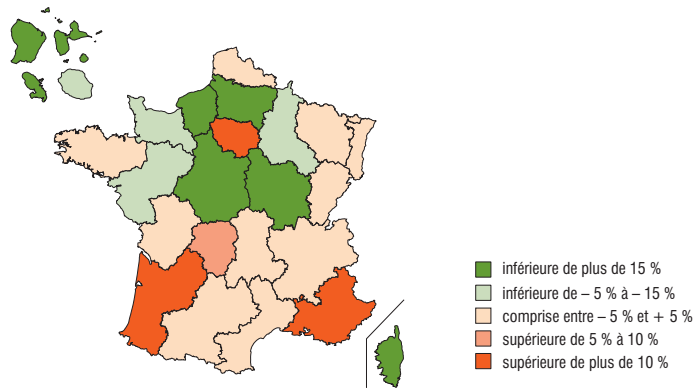 inférieure de plus de 15 %
inférieure de – 5 % à – 15 %
comprise entre – 5 % et + 5 %
supérieure de 5 % à 10 %
supérieure de plus de 10 %